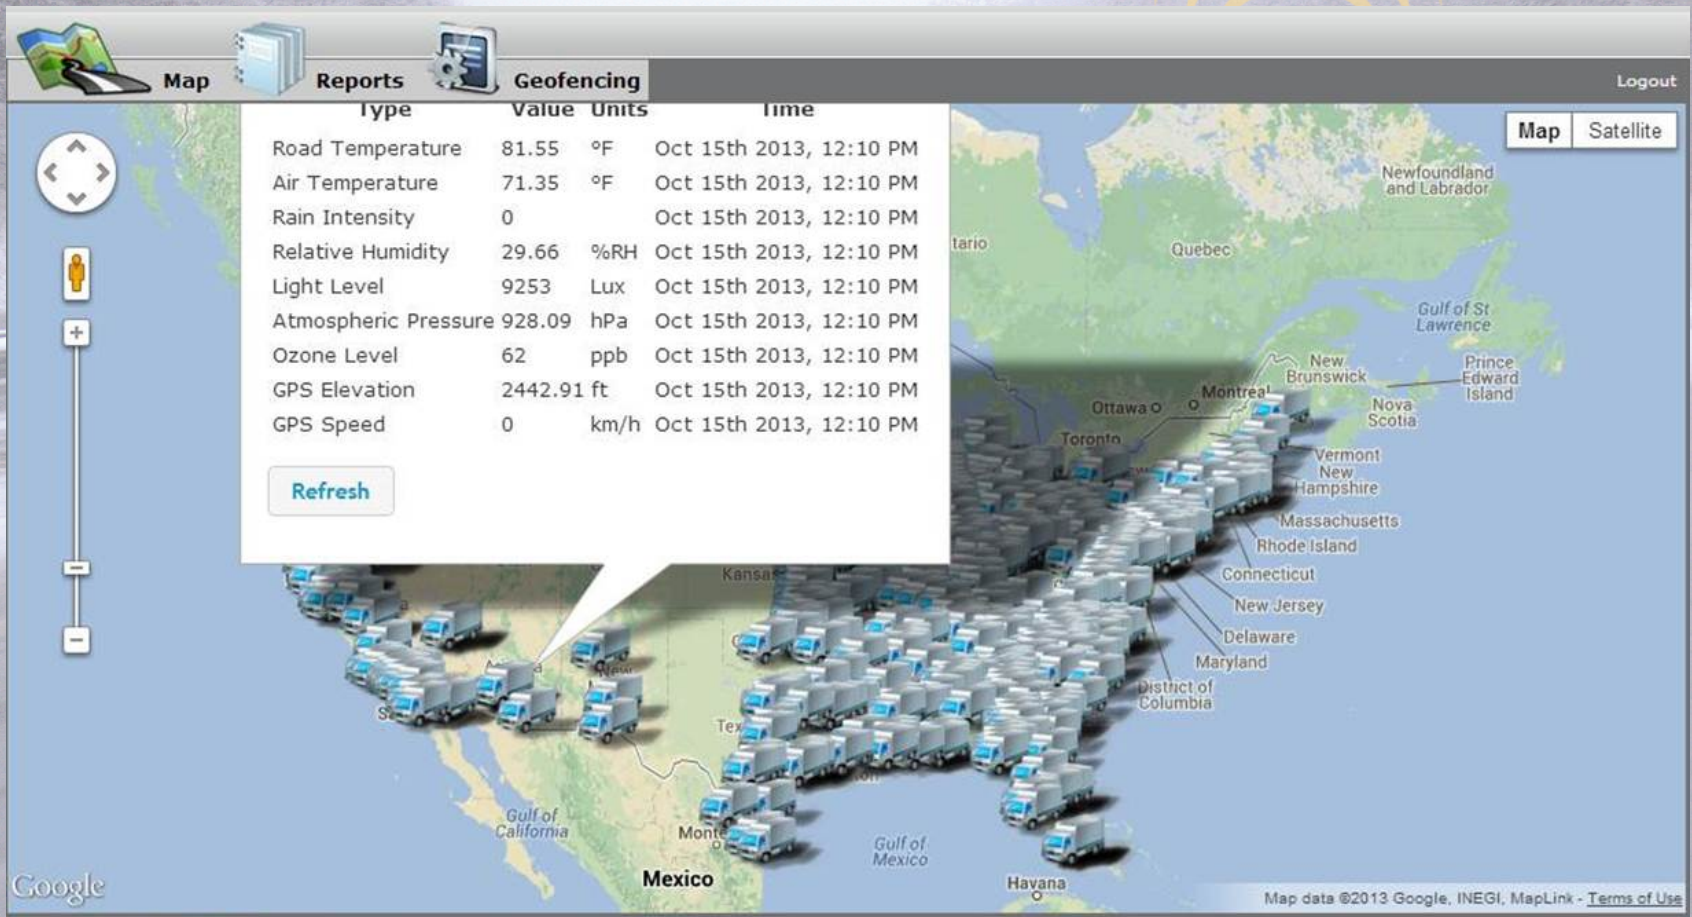 Map Reports Geofencing
Logout
Map Satellite
Type Value Units Time
Road Temperature 81.55 °F Oct 15th 2013, 12:10 PM
Air Temperature 71.35 °F Oct 15th 2013, 12:10 PM
Rain Intensity 0 Oct 15th 2013, 12:10 PM
Relative Humidity 29.66 %RH Oct 15th 2013, 12:10 PM
Light Level 9253 Lux Oct 15th 2013, 12:10 PM
Atmospheric Pressure 928.09 hPa Oct 15th 2013, 12:10 PM
Ozone Level 62 ppb Oct 15th 2013, 12:10 PM
GPS Elevation 2442.91 ft Oct 15th 2013, 12:10 PM
GPS Speed 0 km/h Oct 15th 2013, 12:10 PM
Refresh
Newfoundland
and Labrador
tario
Quebec
Gulf of St
Lawrence
New
Brunswick
Prince
Edward
Island
Montreal
Ottawa
Nova
Scotia
Toronto
Vermont
New
Hampshire
Massachusetts
Rhode Island
Connecticut
New Jersey
Delaware
Maryland
District of
Columbia
Kansas
New
Tex
Gulf of
California
Monte
Gulf of
Mexico
Mexico
Havana
Google
Map data ©2013 Google, INEGI, MapLink - Terms of Use